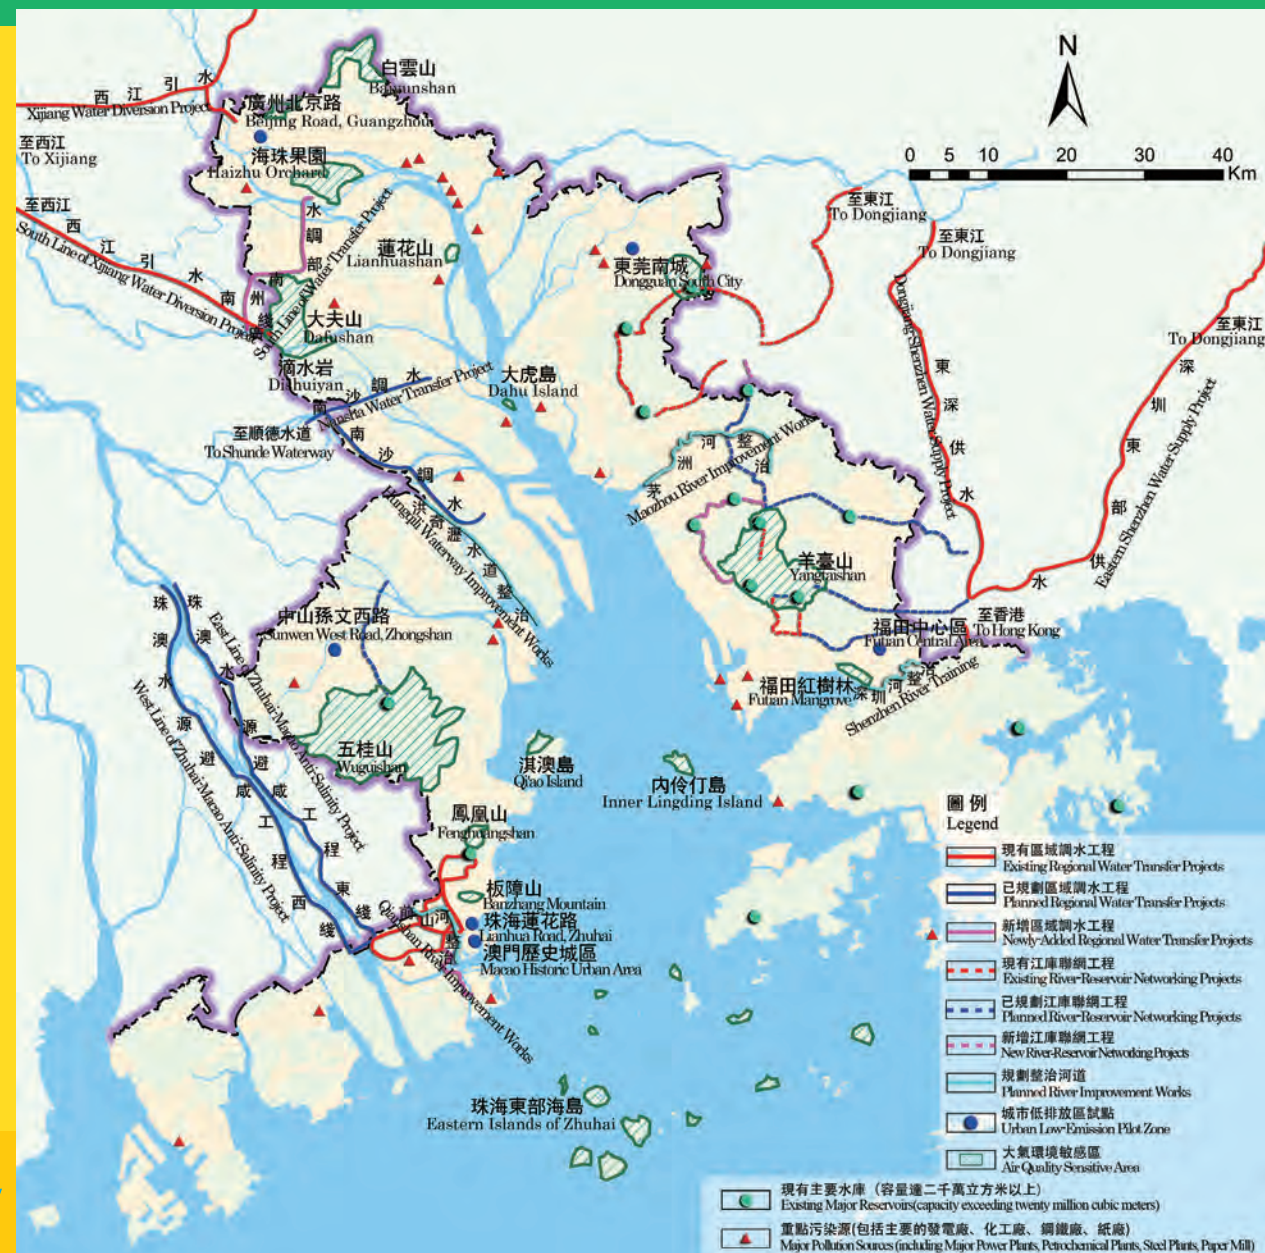 白雲山
Baiyunshan
西江引水
Xijiang Water Diversion Project
廣州北京路
Beijing Road, Guangzhou
至西江
To Xijiang
海珠果園
Haizhu Orchard
N
0 5 10 20 30 40
Km
至西江
西江引水南
South Line of Xijiang Water Diversion Project
廣州南部調水
South Line of Water Transfer Project
蓮花山
Lianhuashan
東莞南城
Dongguan South City
至東江
To Dongjiang
至東江
To Dongjiang
至東江
To Dongjiang
東深供水
Dongjiang Shenzhen Water Supply Project
深圳東部供水
Eastern Shenzhen Water Supply Project
大夫山
Dafushan
滴水岩
Dishuiyan
大虎島
Dahu Island
南沙調水
Nansha Water Transfer Project
至順德水道
To Shunde Waterway
南沙調水
洪奇瀝水道整治
Hungqili Waterway Improvement Works
茅洲河整治
Maozhou River Improvement Works
羊臺山
Yangtaishan
至香港
To Hong Kong
福田中心區
Futian Central Area
福田紅樹林
Futian Mangrove
深圳河整治
Shenzhen River Training
中山孫文西路
Sunwen West Road, Zhongshan
珠澳水源避咸工程東綫
East Line of Zhuhai-Macao Anti-Salinity Project
珠澳水源避咸工程西綫
West Line of Zhuhai-Macao Anti-Salinity Project
五桂山
Wuguishan
淇澳島
Qi'ao Island
內伶仃島
Inner Lingding Island
鳳凰山
Fenghuangshan
板障山
Banzhang Mountain
珠海蓮花路
Lianhua Road, Zhuhai
澳門歷史城區
Macao Historic Urban Area
前山河整治
Qianshan River Improvement Works
珠海東部海島
Eastern Islands of Zhuhai
圖例
Legend
現有區域調水工程
Existing Regional Water Transfer Projects
已規劃區域調水工程
Planned Regional Water Transfer Projects
新增區域調水工程
Newly-Added Regional Water Transfer Projects
現有江庫聯網工程
Existing River-Reservoir Networking Projects
已規劃江庫聯網工程
Planned River-Reservoir Networking Projects
新增江庫聯網工程
New River-Reservoir Networking Projects
規劃整治河道
Planned River Improvement Works
城市低排放區試點
Urban Low-Emission Pilot Zone
大氣環境敏感區
Air Quality Sensitive Area
現有主要水庫（容量達二千萬立方米以上）
Existing Major Reservoirs(capacity exceeding twenty million cubic meters)
重點污染源(包括主要的發電廠、化工廠、鋼鐵廠、紙廠)
Major Pollution Sources (including Major Power Plants, Petrochemical Plants, Steel Plants, Paper Mill)